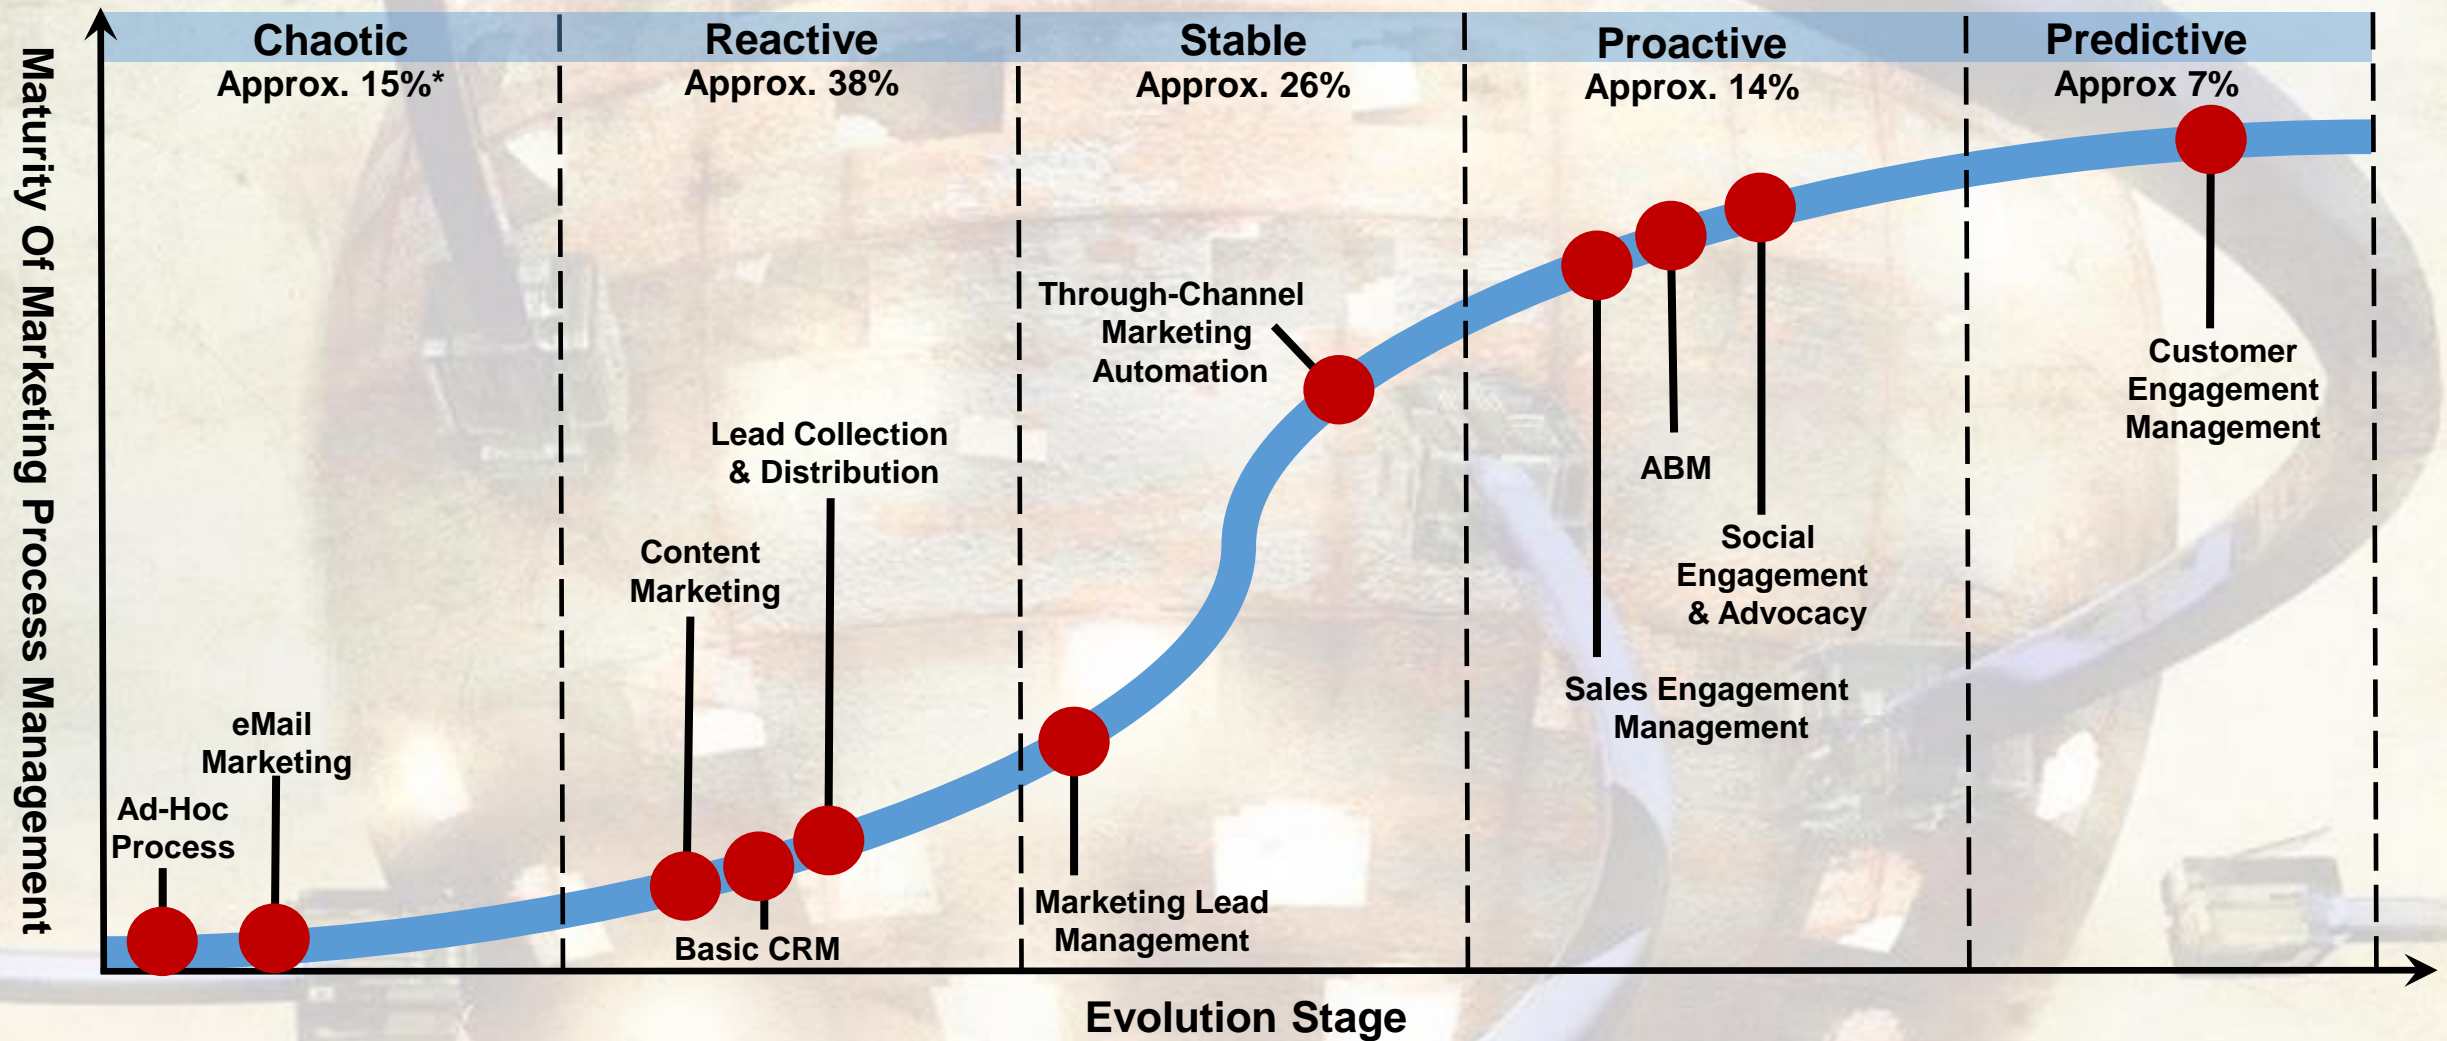 Chaotic
Approx. 15%*
Reactive
Approx. 38%
Stable
Approx. 26%
Proactive
Approx. 14%
Predictive
Approx 7%
Maturity Of Marketing Process Management
Ad-Hoc
Process
eMail
Marketing
Content
Marketing
Basic CRM
Lead Collection
& Distribution
Marketing Lead
Management
Through-Channel
Marketing
Automation
Sales Engagement
Management
ABM
Social
Engagement
& Advocacy
Customer
Engagement
Management
Evolution Stage